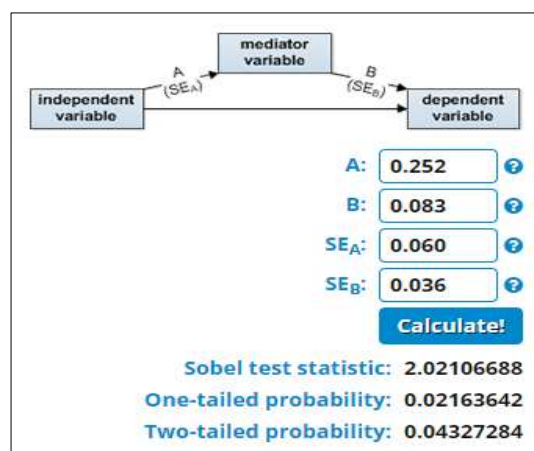 mediator
variable
A
(SEA)
B
(SEB)
independent
variable
dependent
variable
A: 0.252 ?
B: 0.083 ?
SEA: 0.060 ?
SEB: 0.036 ?
Calculate!
Sobel test statistic: 2.02106688
One-tailed probability: 0.02163642
Two-tailed probability: 0.04327284